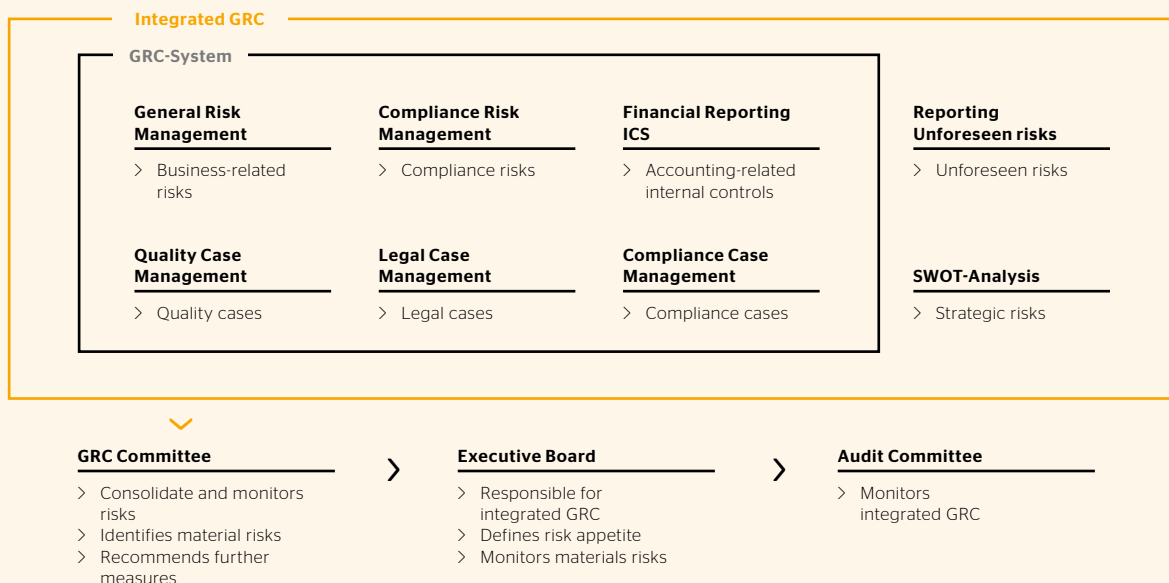 Integrated GRC
GRC-System
General Risk
Management
> Business-related
risks
Compliance Risk
Management
> Compliance risks
Financial Reporting
ICS
> Accounting-related
internal controls
Reporting
Unforeseen risks
> Unforeseen risks
Quality Case
Management
> Quality cases
Legal Case
Management
> Legal cases
Compliance Case
Management
> Compliance cases
SWOT-Analysis
> Strategic risks
GRC Committee
> Consolidate and monitors
risks
> Identifies material risks
> Recommends further
measures
Executive Board
> Responsible for
integrated GRC
> Defines risk appetite
> Monitors materials risks
Audit Committee
> Monitors
integrated GRC